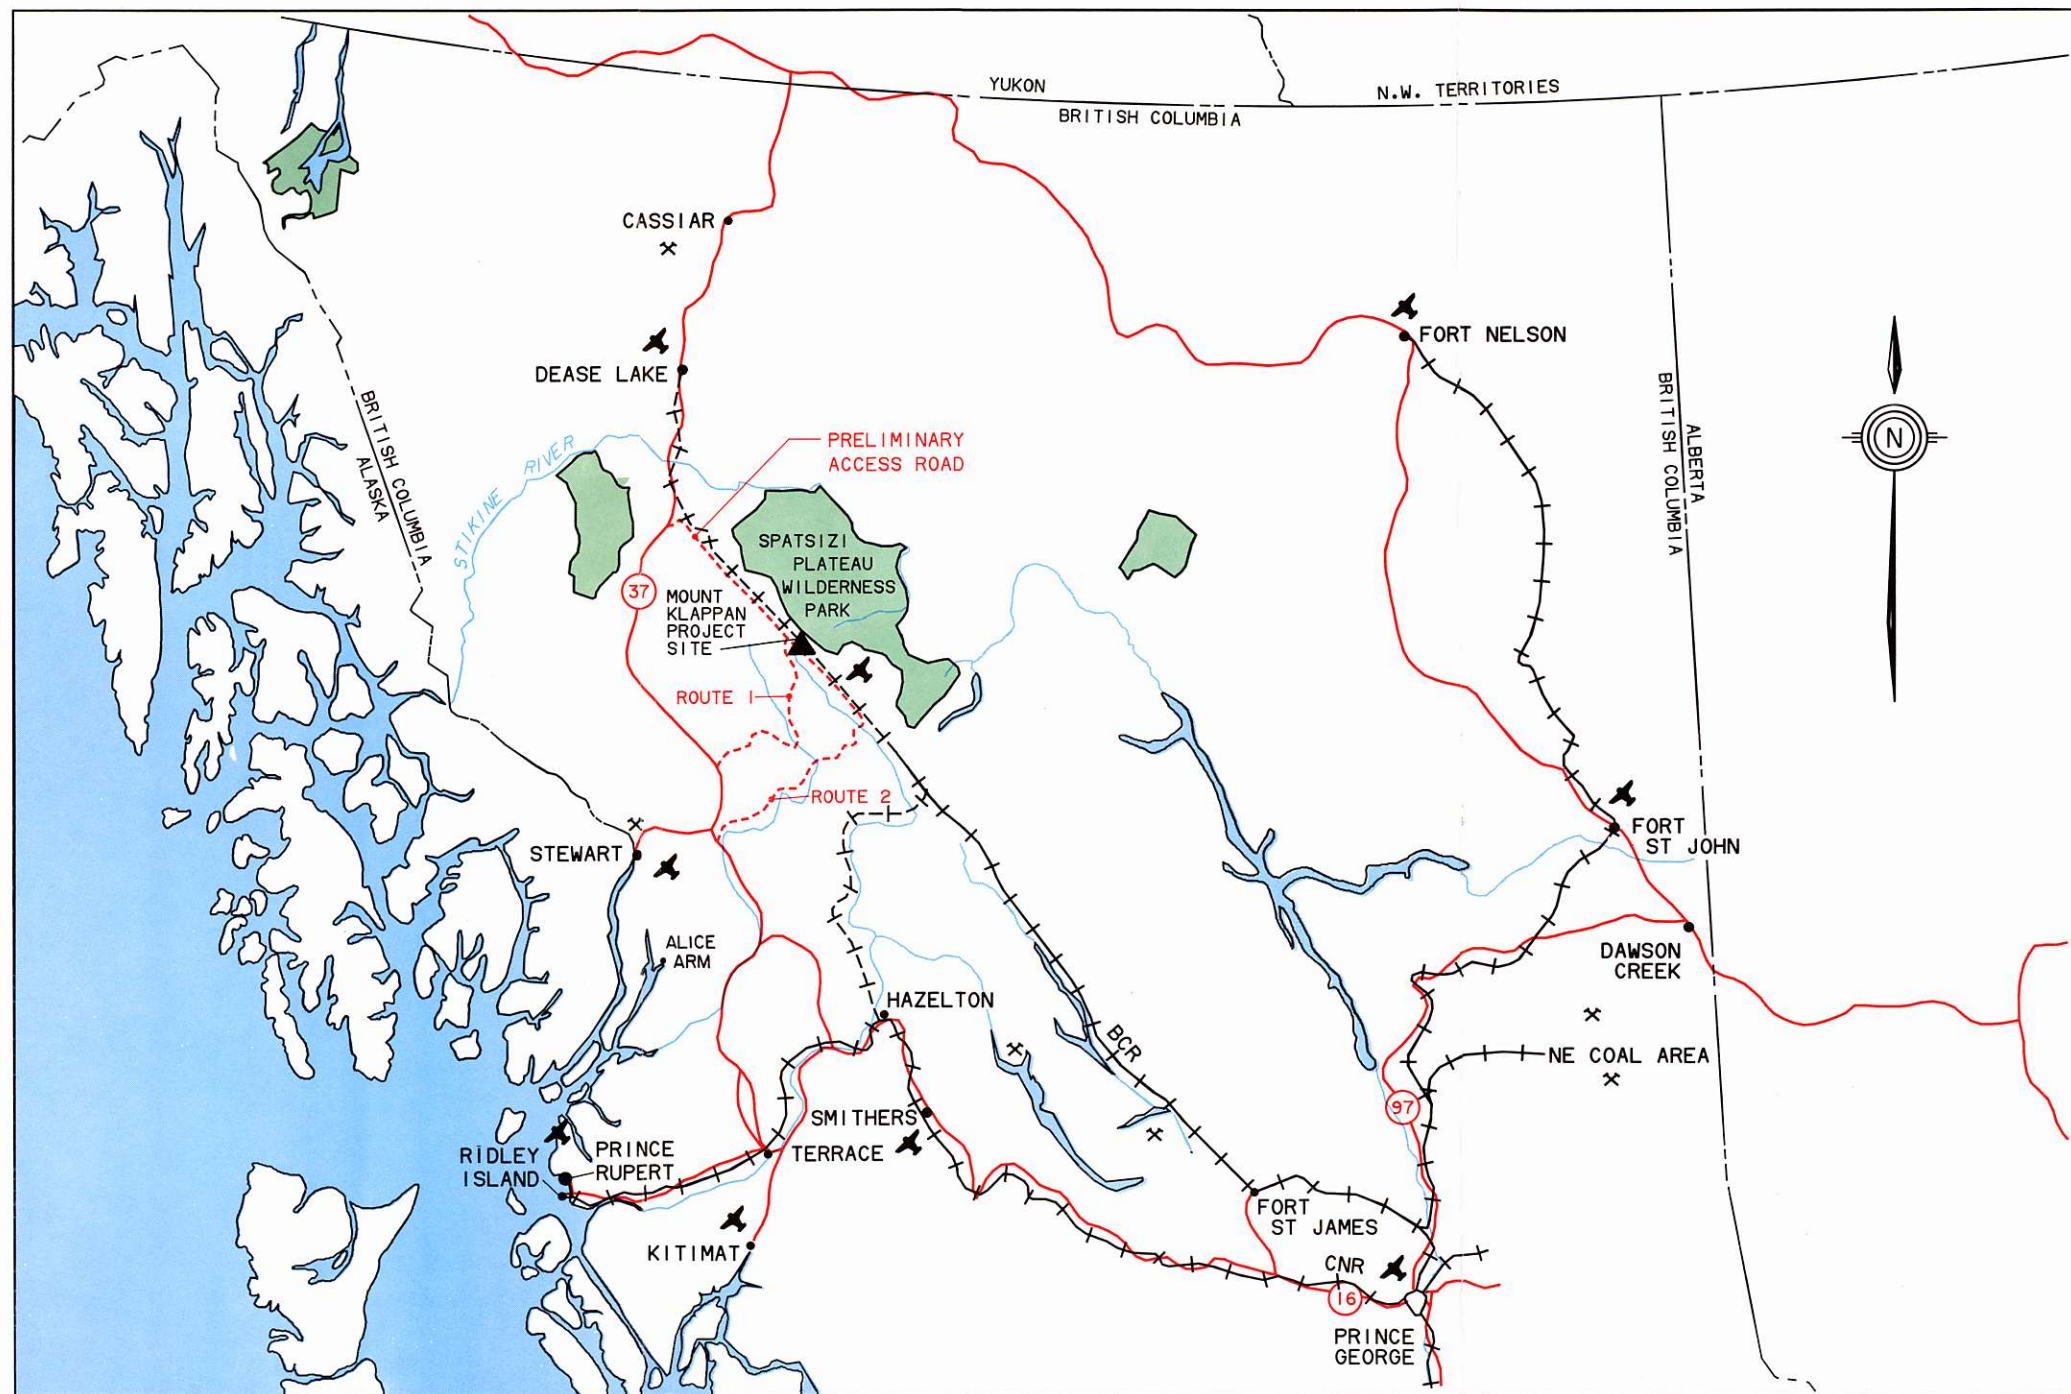 YUKON
N.W. TERRITORIES
BRITISH COLUMBIA
CASSIAR
FORT NELSON
DEASE LAKE
BRITISH COLUMBIA
ALASKA
ALBERTA
BRITISH COLUMBIA
PRELIMINARY
ACCESS ROAD
N
STIKINE RIVER
SPATSIZI
PLATEAU
WILDERNESS
PARK
37
MOUNT
KLAPPAN
PROJECT
SITE
ROUTE 1
ROUTE 2
STEWART
FORT
ST JOHN
ALICE
ARM
DAWSON
CREEK
HAZELTON
BCR
NE COAL AREA
97
SMITHERS
TERRACE
RIDLEY
ISLAND
PRINCE
RUPERT
FORT
ST JAMES
KITIMAT
CNR
16
PRINCE
GEORGE